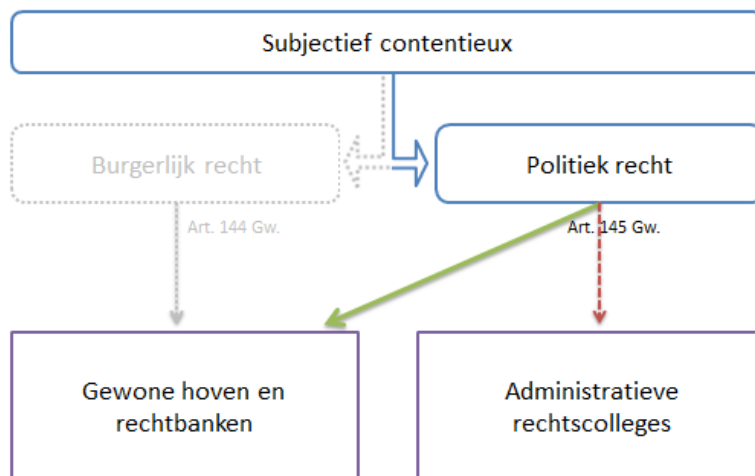 Subjectief contentieux
Burgerlijk recht
Politiek recht
Art. 144 Gw.
Art. 145 Gw.
Gewone hoven en
rechtbanken
Administratieve
rechtscolleges